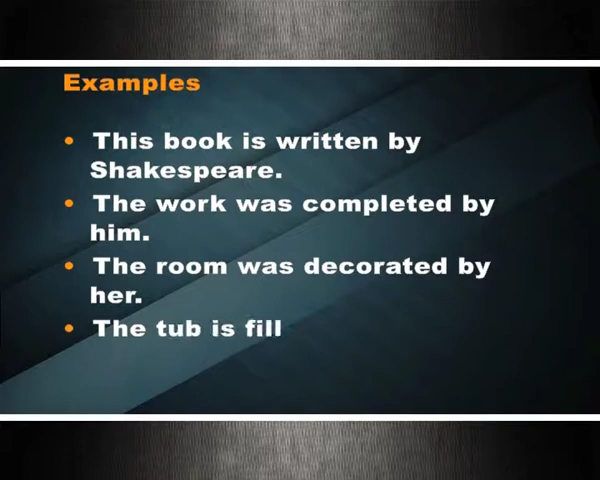 Examples
• This book is written by
Shakespeare.
• The work was completed by
him.
• The room was decorated by
her.
• The tub is fill